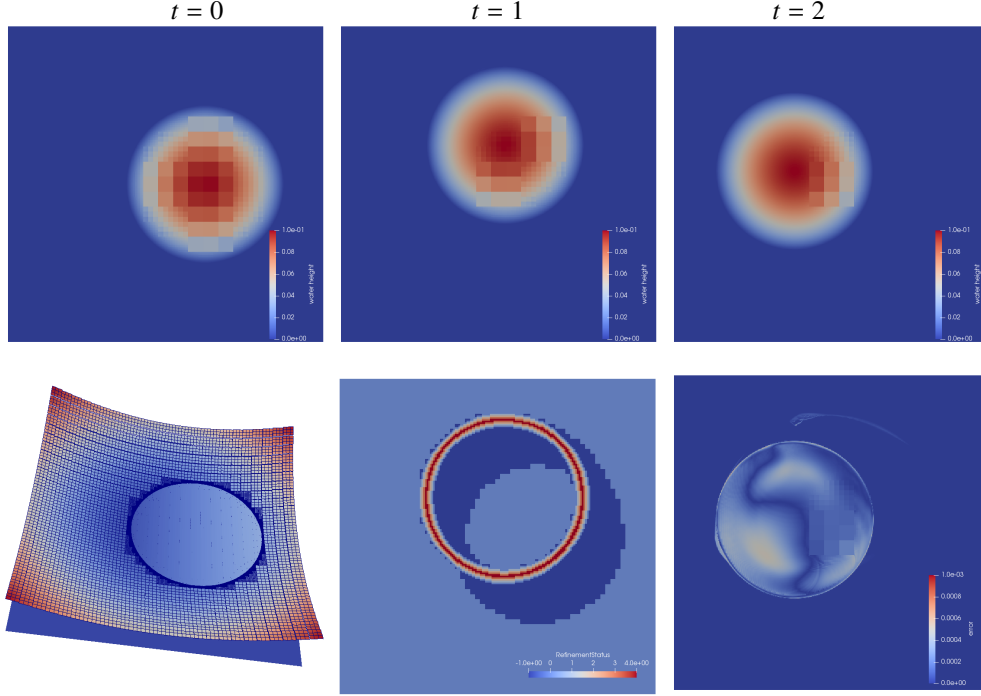 t = 0
t = 1
t = 2
1.0e-01
0.08
0.06
0.04
0.02
0.0e+00
water height
1.0e-01
0.08
0.06
0.04
0.02
0.0e+00
water height
1.0e-01
0.08
0.06
0.04
0.02
0.0e+00
water height
RefinementStatus
-1.0e+00 0 1 2 3 4.0e+00
1.0e-03
0.0008
0.0006
0.0004
0.0002
0.0e+00
error